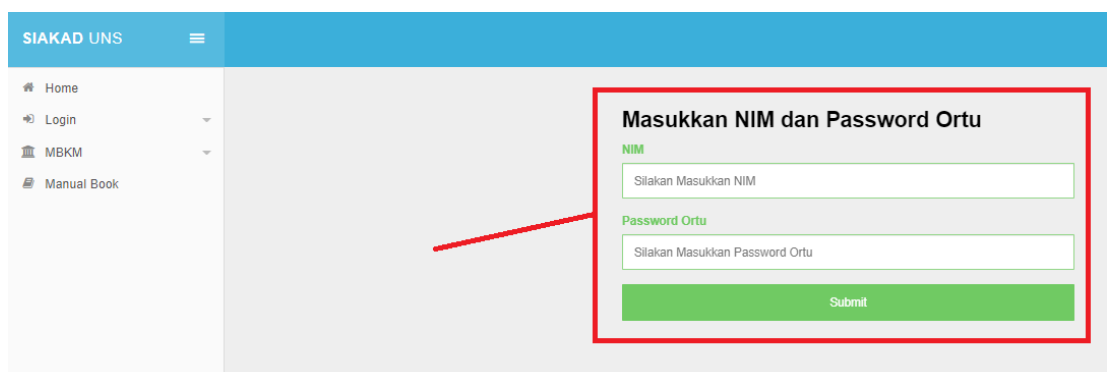 SIAKAD UNS
Home
Login
MBKM
Manual Book
Masukkan NIM dan Password Ortu
NIM
Silakan Masukkan NIM
Password Ortu
Silakan Masukkan Password Ortu
Submit